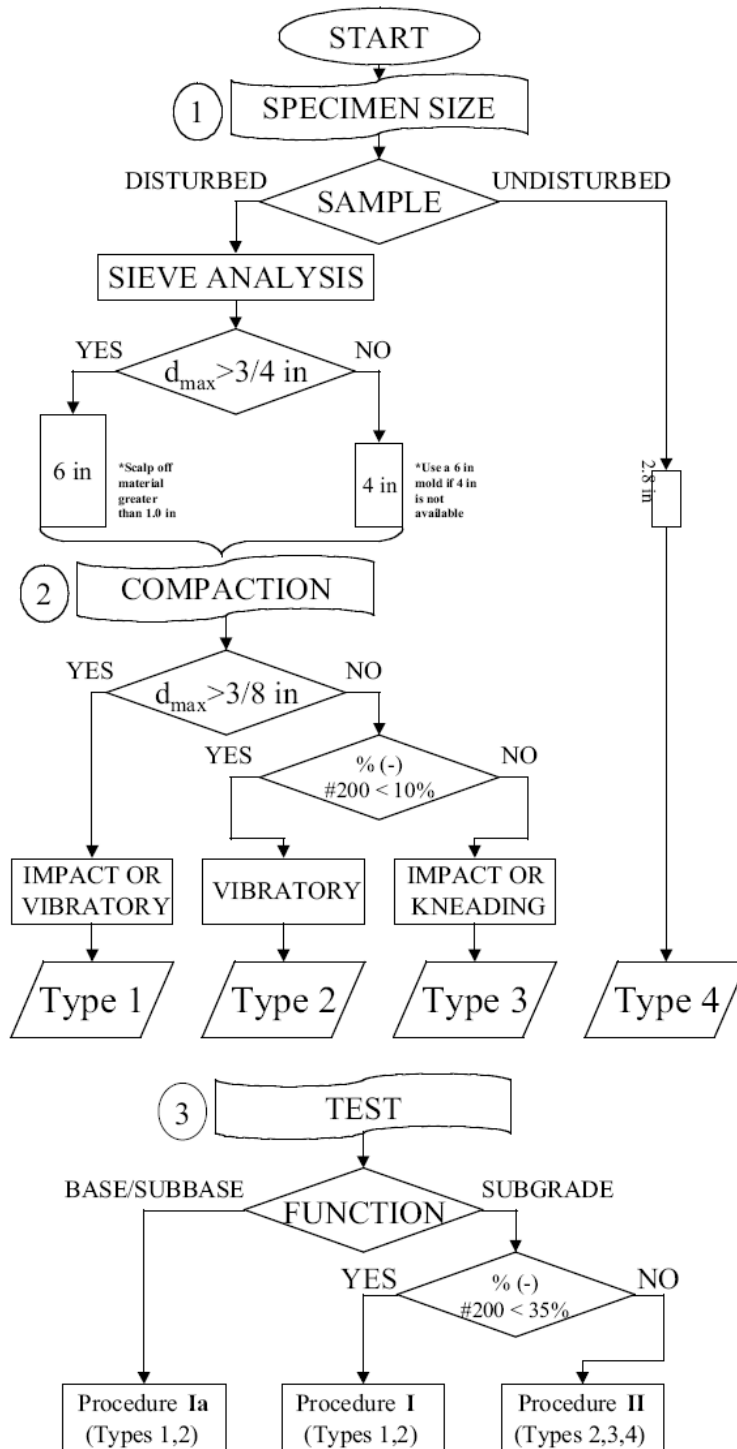 START
1
SPECIMEN SIZE
DISTURBED
UNDISTURBED
SAMPLE
SIEVE ANALYSIS
YES
NO
dmax>3/4 in
6 in
*Scalp off
material
greater
than 1.0 in
4 in
*Use a 6 in
mold if 4 in
is not
available
2.8 in
2
COMPACTION
YES
NO
dmax>3/8 in
YES
NO
% (-)
#200 < 10%
IMPACT OR
VIBRATORY
VIBRATORY
IMPACT OR
KNEADING
Type 1
Type 2
Type 3
Type 4
3
TEST
BASE/SUBBASE
SUBGRADE
FUNCTION
YES
NO
% (-)
#200 < 35%
Procedure Ia
(Types 1,2)
Procedure I
(Types 1,2)
Procedure II
(Types 2,3,4)